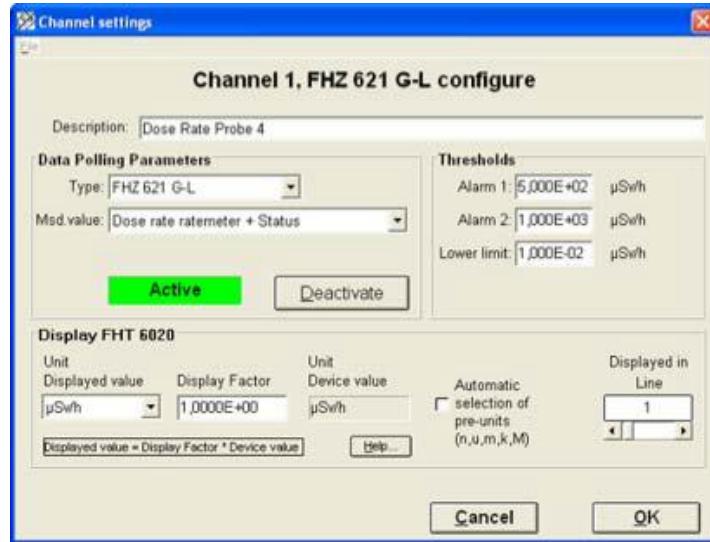 Channel settings
File
Channel 1, FHZ 621 G-L configure
Description: Dose Rate Probe 4
Data Polling Parameters
Type: FHZ 621 G-L
Msd.value: Dose rate ratemeter + Status
Active
Deactivate
Thresholds
Alarm 1: 5,000E+02 µSv/h
Alarm 2: 1,000E+03 µSv/h
Lower limit: 1,000E-02 µSv/h
Display FHT 6020
Unit
Displayed value
µSv/h
Display Factor
1,0000E+00
Unit
Device value
µSv/h
Displayed value = Display Factor * Device value
Help...
Automatic
selection of
pre-units
(n,u,m,k,M)
Displayed in
Line
1
Cancel
OK